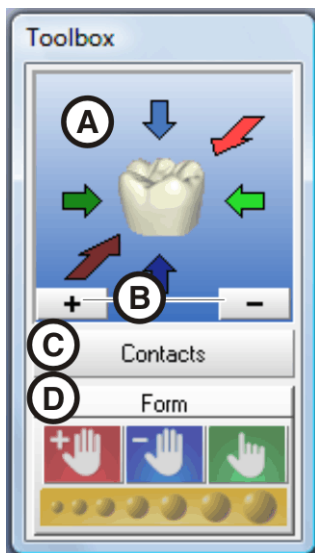 Toolbox
A
+ B −
C Contacts
D Form
+ −